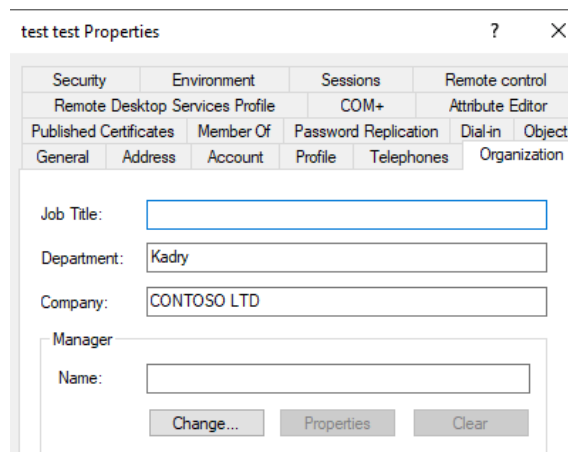 test test Properties ?
Security Environment Sessions Remote control
Remote Desktop Services Profile COM+ Attribute Editor
Published Certificates Member Of Password Replication Dial-in Object
General Address Account Profile Telephones Organization
Job Title:
Department: Kadry
Company: CONTOSO LTD
Manager
Name:
Change... Properties Clear